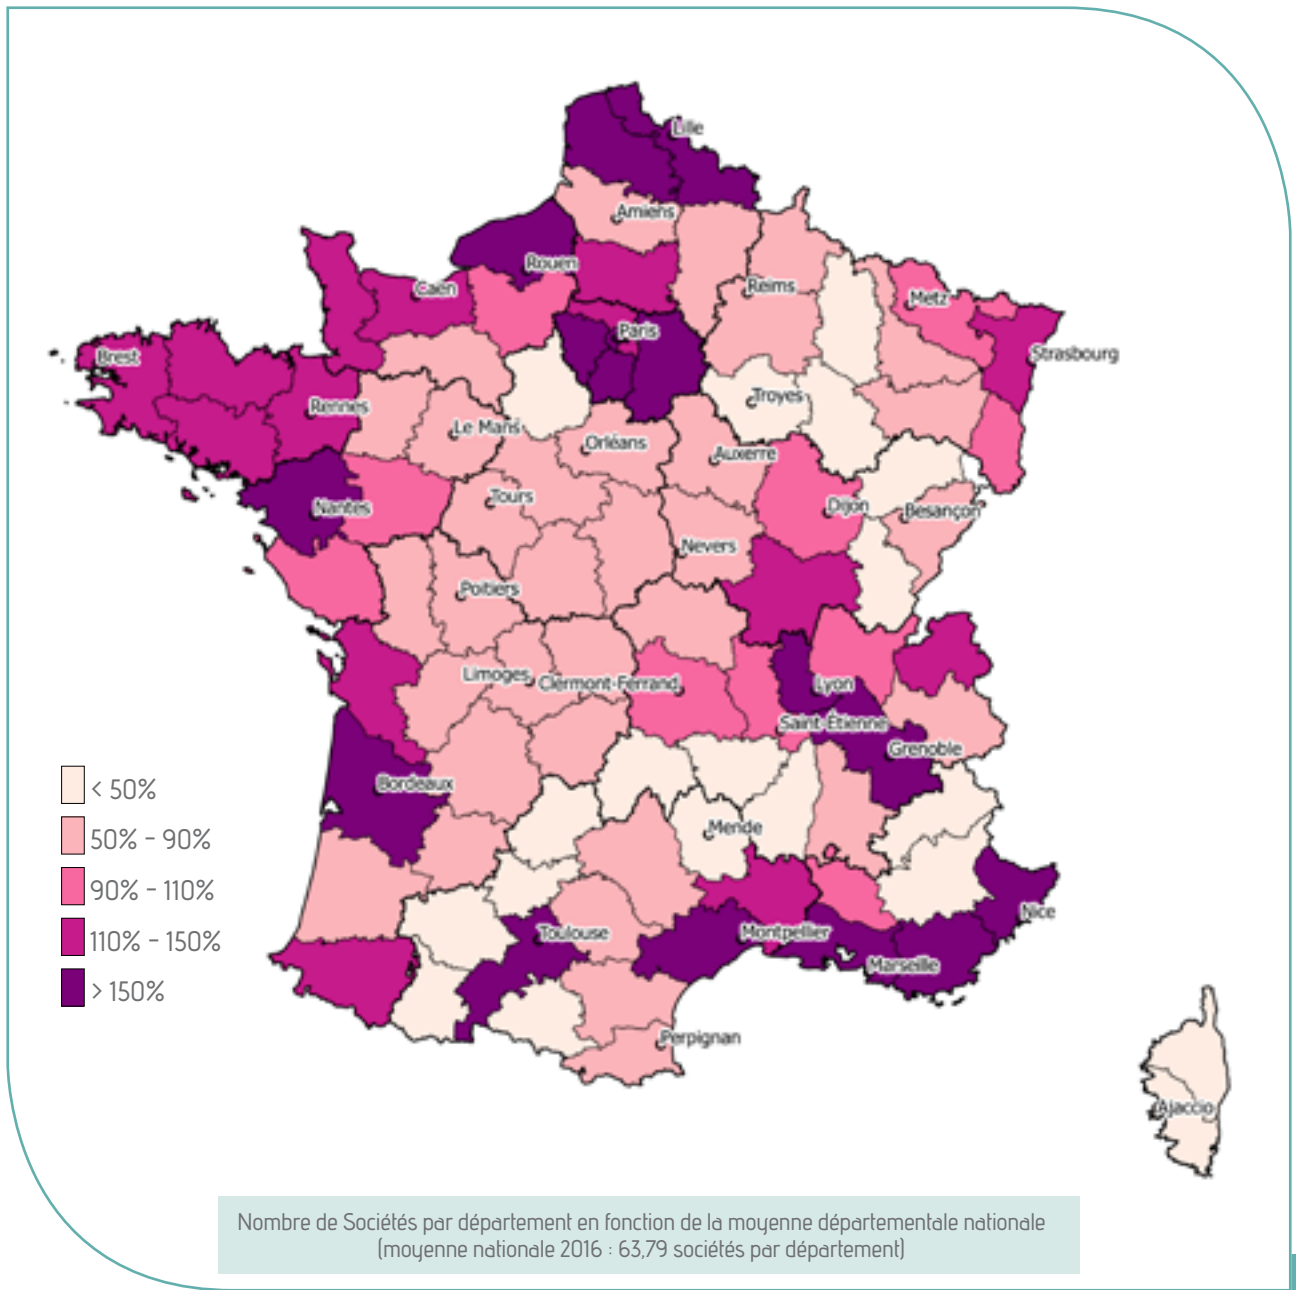 Lille
Amiens
Rouen
Reims
Caen
Metz
Paris
Strasbourg
Brest
Troyes
Rennes
Le Mans
Orléans
Auxerre
Tours
Nantes
Dijon
Besançon
Nevers
Poitiers
Limoges
Clermont-Ferrand
Lyon
Saint-Étienne
Grenoble
Bordeaux
Mende
Nice
Toulouse
Montpellier
Marseille
Perpignan
Ajaccio
< 50%
50% - 90%
90% - 110%
110% - 150%
> 150%
Nombre de Sociétés par département en fonction de la moyenne départementale nationale
(moyenne nationale 2016 : 63,79 sociétés par département)